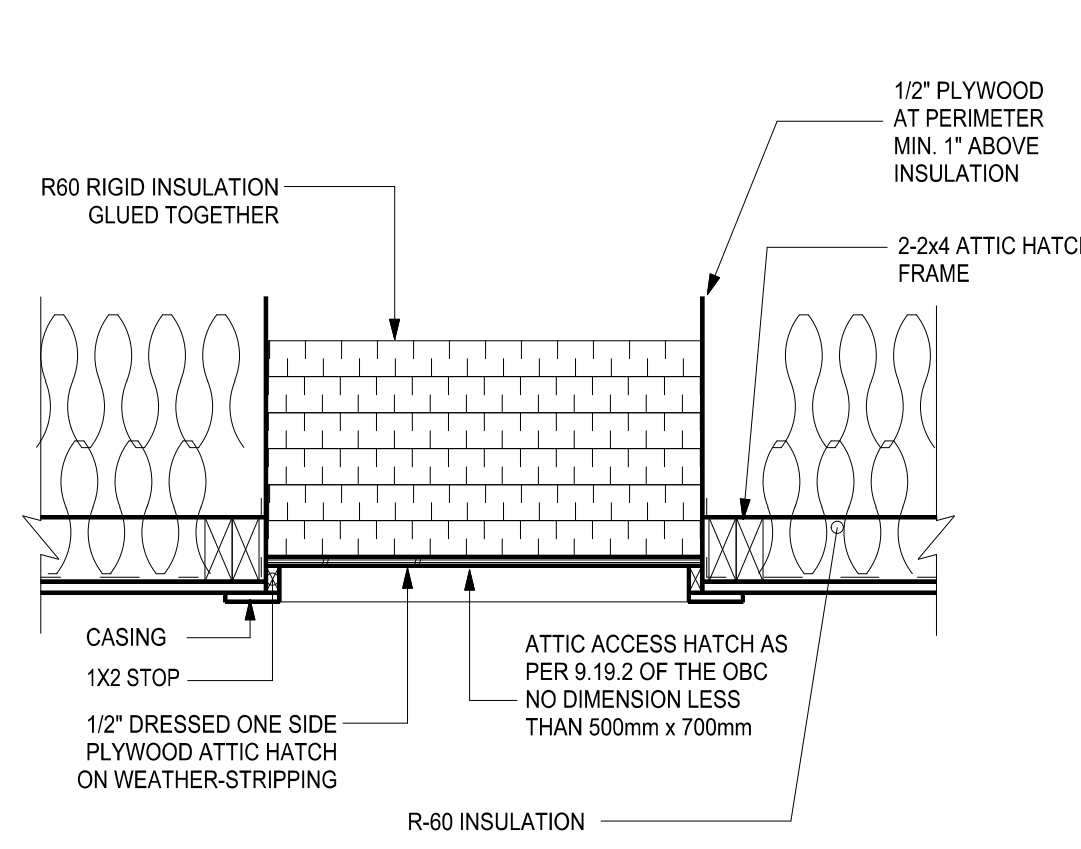 1/2" PLYWOOD
AT PERIMETER
MIN. 1" ABOVE
INSULATION
R60 RIGID INSULATION
GLUED TOGETHER
2-2x4 ATTIC HATCH
FRAME
CASING
1X2 STOP
1/2" DRESSED ONE SIDE
PLYWOOD ATTIC HATCH
ON WEATHER-STRIPPING
ATTIC ACCESS HATCH AS
PER 9.19.2 OF THE OBC
NO DIMENSION LESS
THAN 500mm x 700mm
R-60 INSULATION